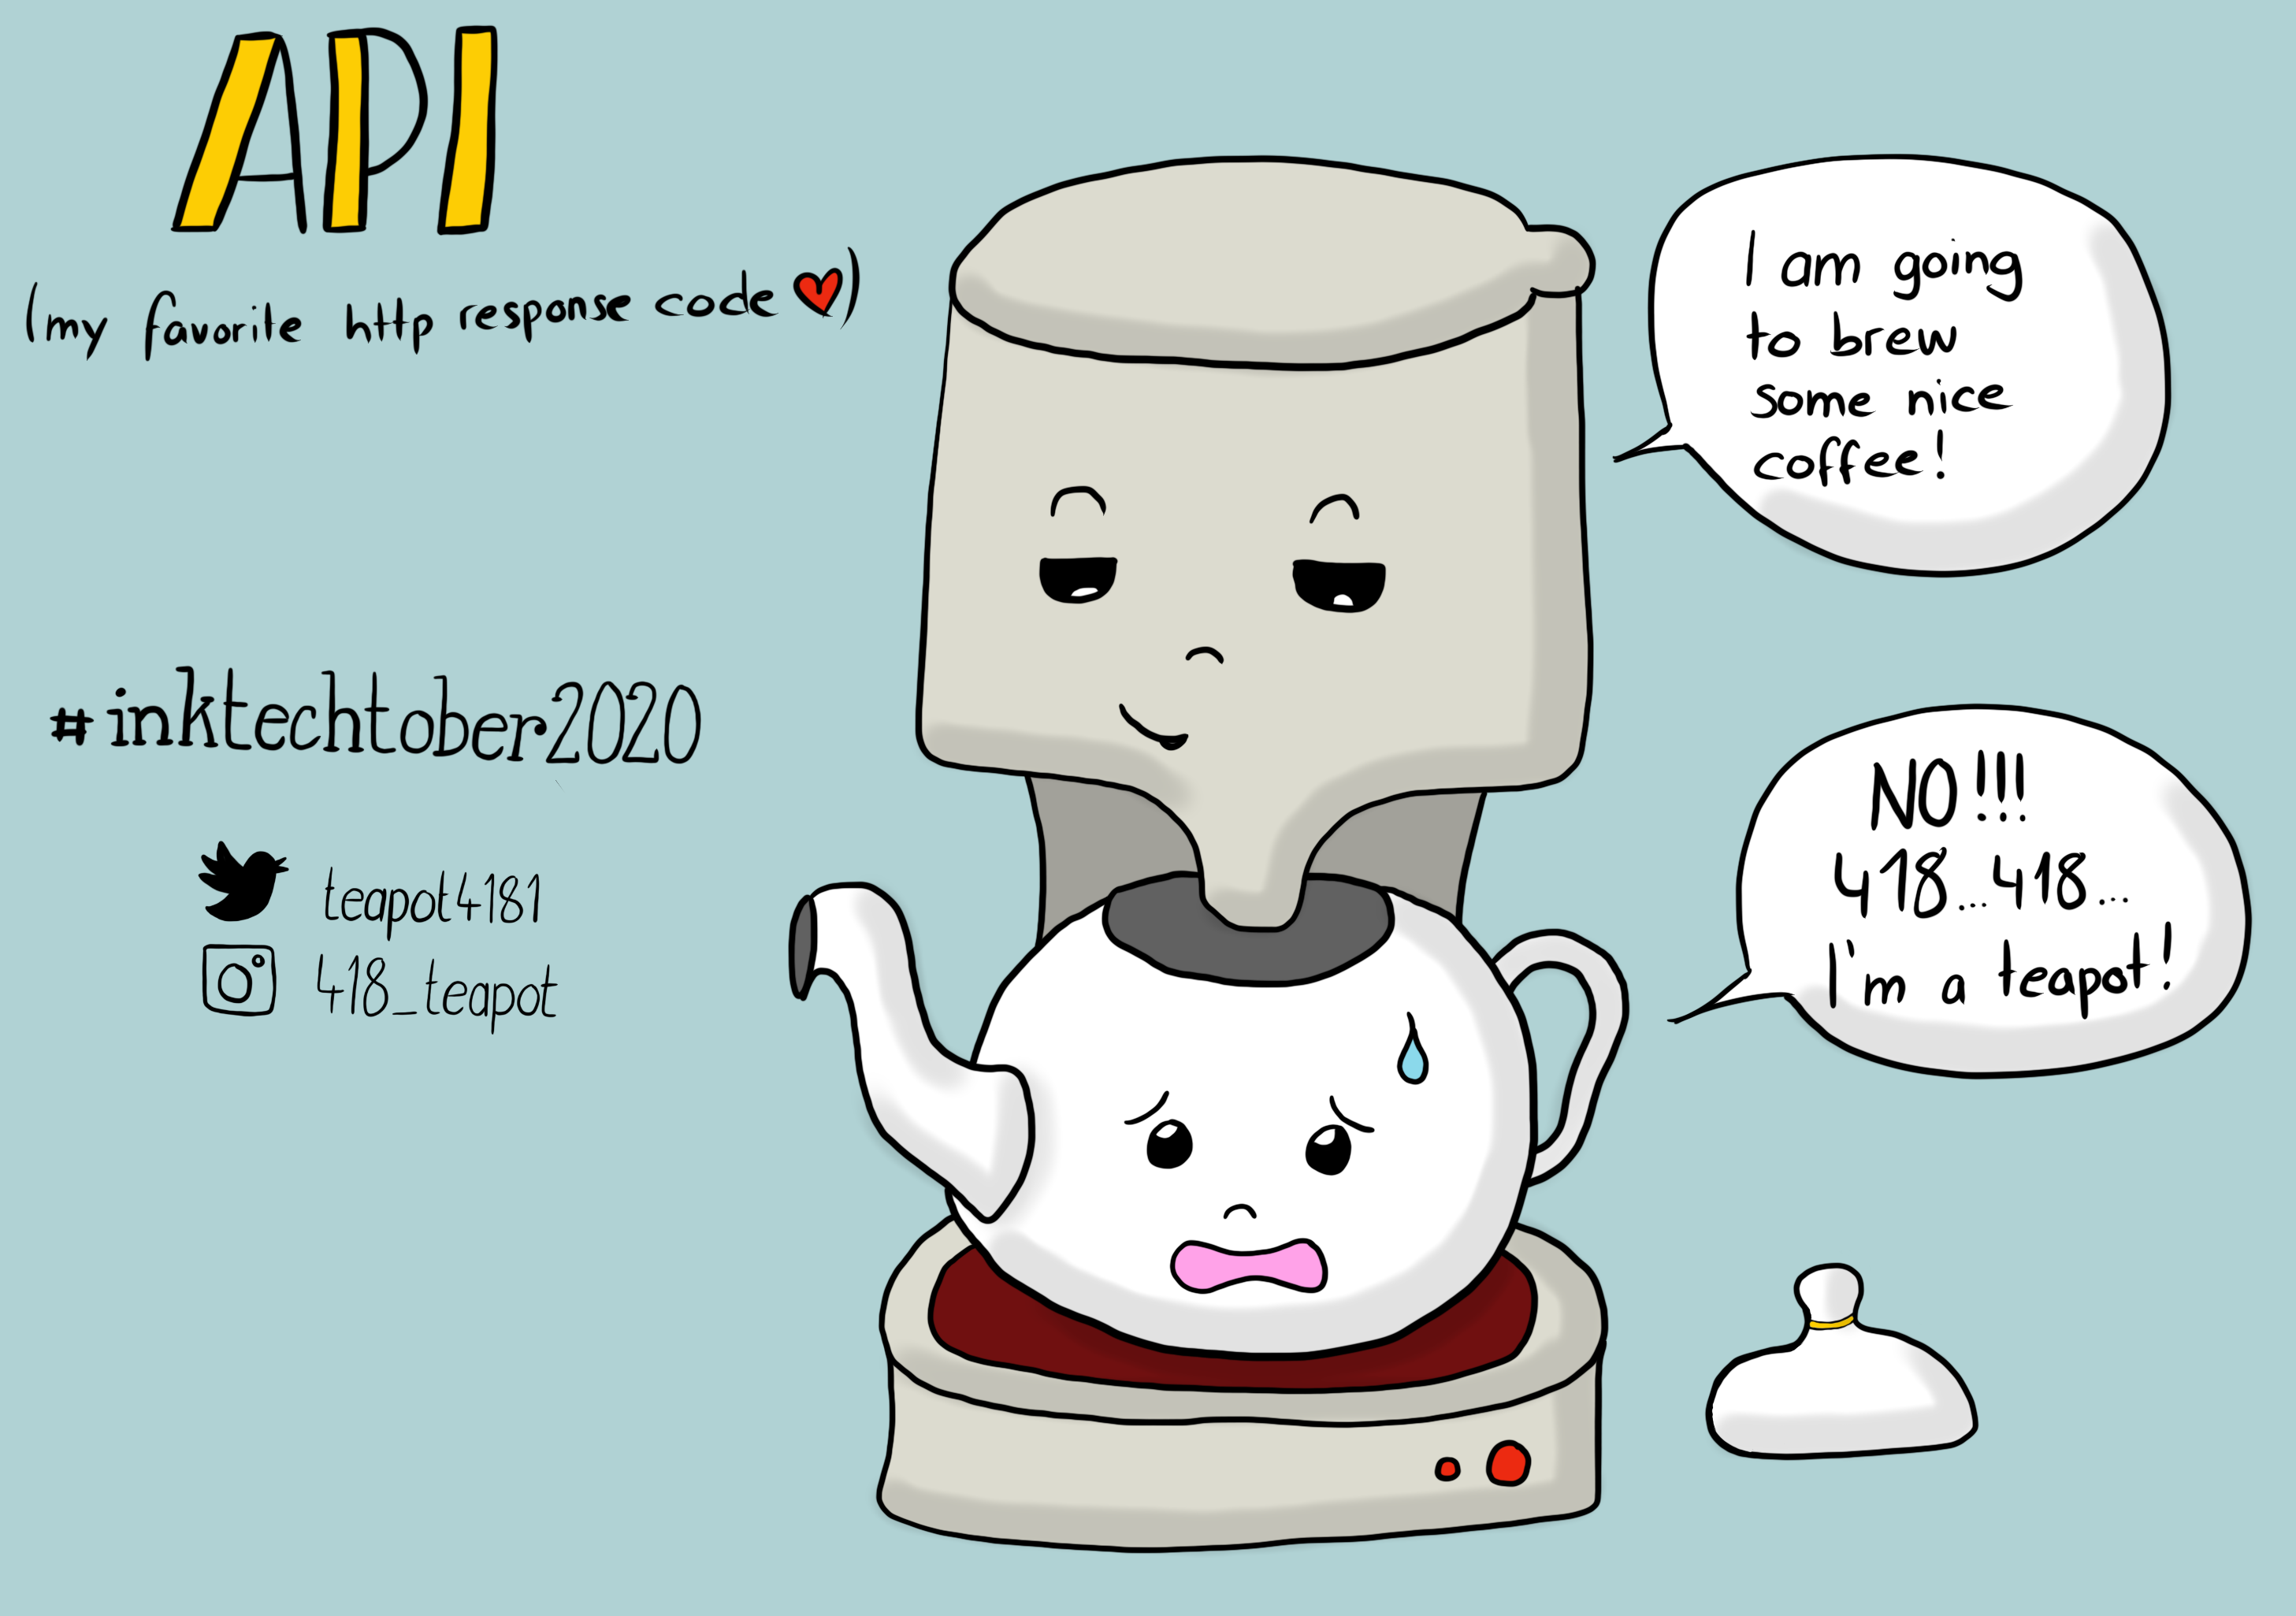 API
(my favorite http response code ❤)
I am going
to brew
some nice
coffee!
#inktechtober2020
NO!!!
418...418...
I'm a teapot!
teapot4181
418_teapot